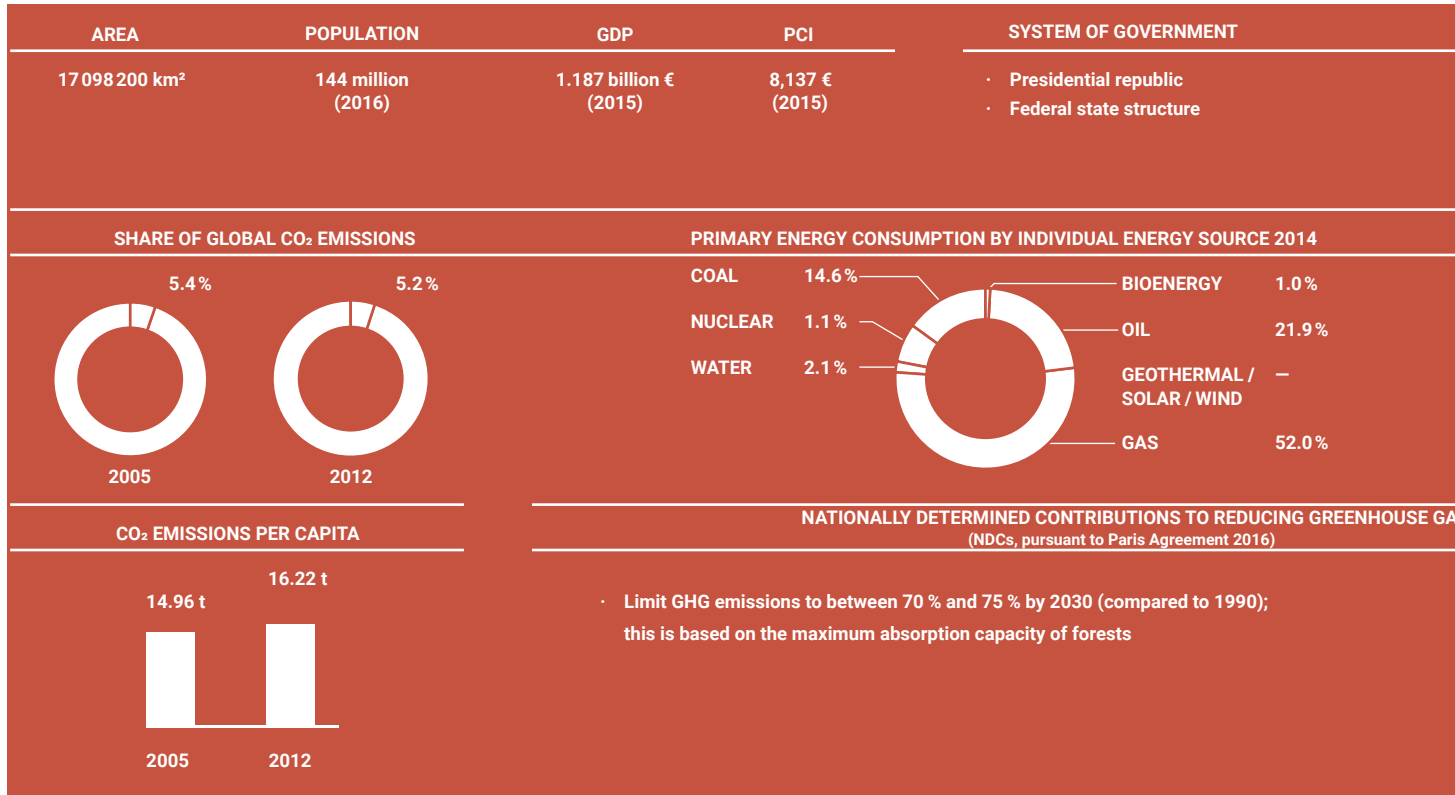 AREA
POPULATION
GDP
PCI
SYSTEM OF GOVERNMENT
17 098 200 km²
144 million
(2016)
1.187 billion €
(2015)
8,137 €
(2015)
· Presidential republic
· Federal state structure
SHARE OF GLOBAL CO₂ EMISSIONS
5.4 %
5.2 %
2005
2012
PRIMARY ENERGY CONSUMPTION BY INDIVIDUAL ENERGY SOURCE 2014
COAL 14.6 %
NUCLEAR 1.1 %
WATER 2.1 %
BIOENERGY 1.0 %
OIL 21.9 %
GEOTHERMAL / –
SOLAR / WIND
GAS 52.0 %
CO₂ EMISSIONS PER CAPITA
14.96 t
16.22 t
2005
2012
NATIONALLY DETERMINED CONTRIBUTIONS TO REDUCING GREENHOUSE GA
(NDCs, pursuant to Paris Agreement 2016)
· Limit GHG emissions to between 70 % and 75 % by 2030 (compared to 1990);
this is based on the maximum absorption capacity of forests